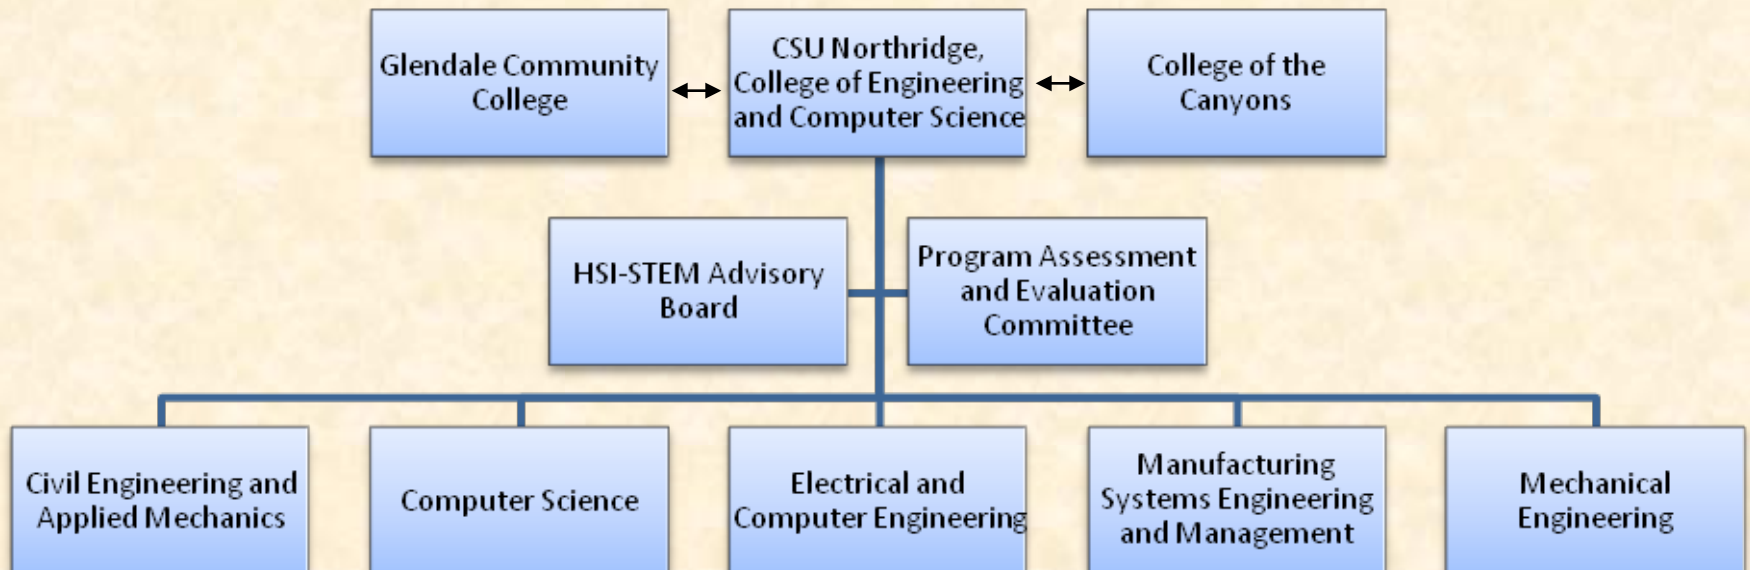 Glendale Community
College
CSU Northridge,
College of Engineering
and Computer Science
College of the
Canyons
HSI-STEM Advisory
Board
Program Assessment
and Evaluation
Committee
Civil Engineering and
Applied Mechanics
Computer Science
Electrical and
Computer Engineering
Manufacturing
Systems Engineering
and Management
Mechanical
Engineering